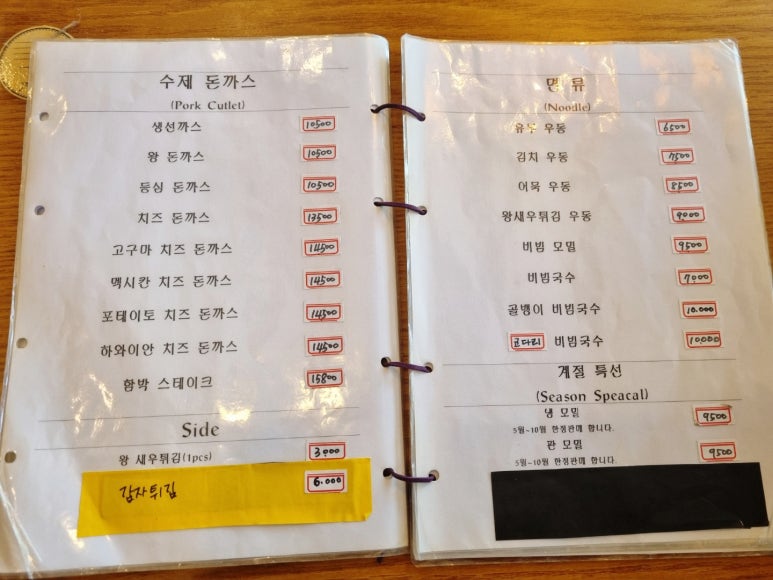 수제 돈까스
(Pork Cutlet)
생선까스 10500
왕 돈까스 10500
등심 돈까스 10500
치즈 돈까스 13500
고구마 치즈 돈까스 14500
멕시칸 치즈 돈까스 14500
포테이토 치즈 돈까스 14500
하와이안 치즈 돈까스 14500
함박 스테이크 15800
Side
왕 새우튀김(1pcs) 3000
감자튀김 6.000
면 류
(Noodle)
유부 우동 6500
김치 우동 7500
어묵 우동 8500
왕새우튀김 우동 9000
비빔 모밀 9500
비빔국수 7000
골뱅이 비빔국수 10.000
코다리 비빔국수 10,000
계절 특선
(Season Speacal)
냉 모밀 9500
5월~10월 한정판매 합니다.
판 모밀 9500
5월~10월 한정판매 합니다.